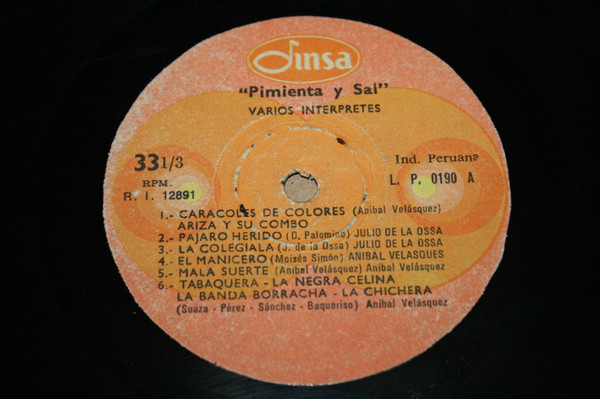 Dinsa
"Pimienta y Sal"
VARIOS INTERPRETES
33 1/3
RPM.
R. I. 12891
Ind. Peruana
L. P. 0190 A
1.- CARACOLES DE COLORES (Anibal Velásquez)
ARIZA Y SU COMBO
2.- PAJARO HERIDO (D. Palomino) JULIO DE LA OSSA
3.- LA COLEGIALA (J. de la Ossa) JULIO DE LA OSSA
4.- EL MANICERO (Moisés Simón) ANIBAL VELASQUES
5.- MALA SUERTE (Anibal Velásquez) Anibal Velásquez
6.- TABAQUERA - LA NEGRA CELINA
LA BANDA BORRACHA - LA CHICHERA
(Suaza - Pérez - Sánchez - Baquerizo) Anibal Velásquez